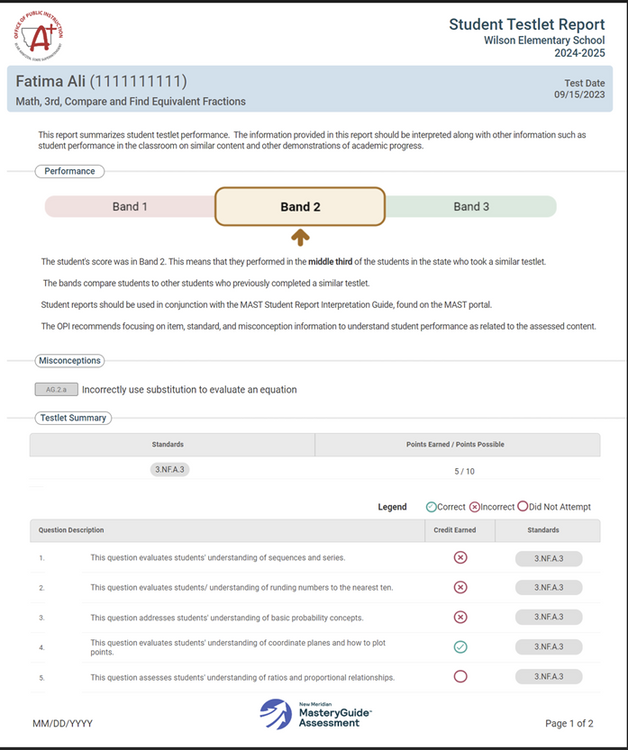 OFFICE OF PUBLIC INSTRUCTION
A+
Student Testlet Report
Wilson Elementary School
2024-2025
Fatima Ali (1111111111)
Math, 3rd, Compare and Find Equivalent Fractions
Test Date
09/15/2023
This report summarizes student testlet performance. The information provided in this report should be interpreted along with other information such as
student performance in the classroom on similar content and other demonstrations of academic progress.
Performance
Band 1
Band 2
Band 3
The student's score was in Band 2. This means that they performed in the middle third of the students in the state who took a similar testlet.
The bands compare students to other students who previously completed a similar testlet.
Student reports should be used in conjunction with the MAST Student Report Interpretation Guide, found on the MAST portal.
The OPI recommends focusing on item, standard, and misconception information to understand student performance as related to the assessed content.
Misconceptions
AG.2.a Incorrectly use substitution to evaluate an equation
Testlet Summary
Standards Points Earned / Points Possible
3.NF.A.3 5 / 10
Legend Correct Incorrect Did Not Attempt
Question Description Credit Earned Standards
1. This question evaluates students' understanding of sequences and series. 3.NF.A.3
2. This question evaluates students/ understanding of runding numbers to the nearest ten. 3.NF.A.3
3. This question addresses students' understanding of basic probability concepts. 3.NF.A.3
4. This question evaluates students' understanding of coordinate planes and how to plot
points. 3.NF.A.3
5. This question assesses students' understanding of ratios and proportional relationships. 3.NF.A.3
MM/DD/YYYY
New Meridian
MasteryGuide™
Assessment
Page 1 of 2